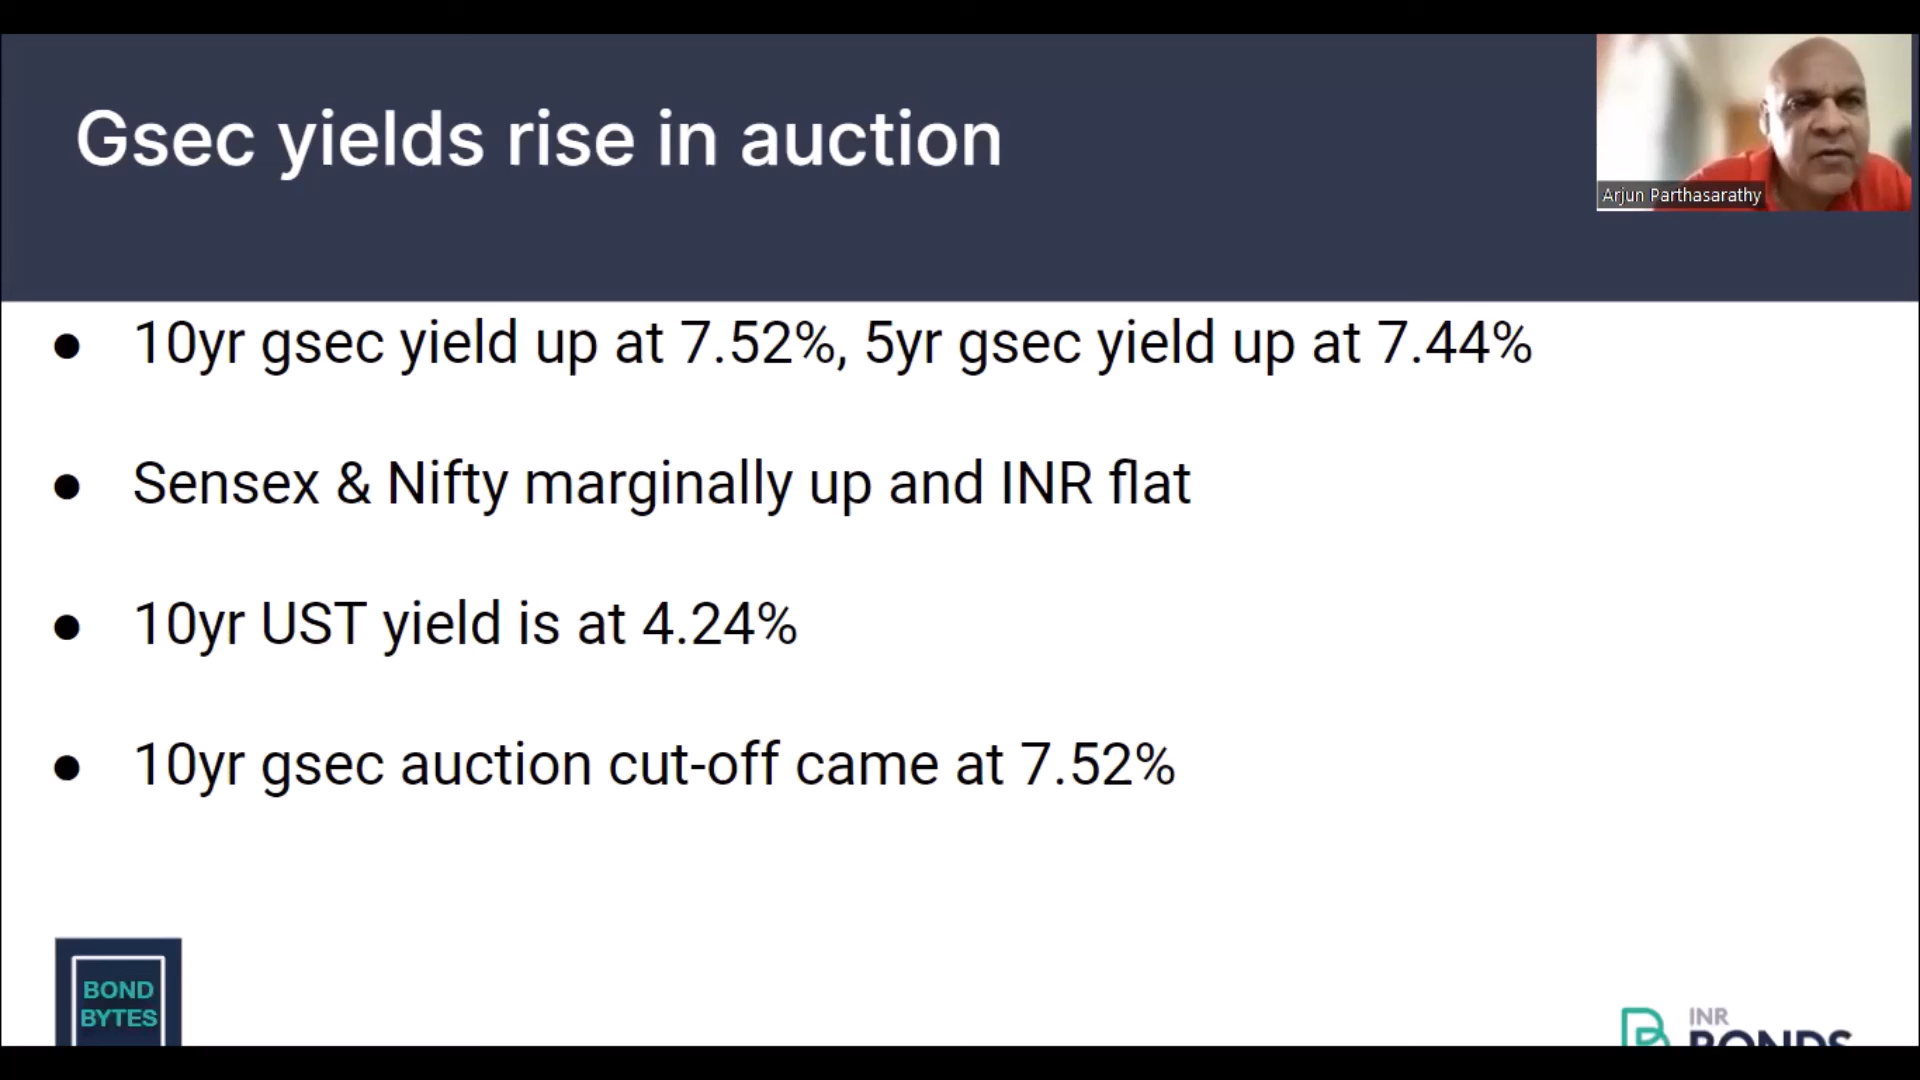 Gsec yields rise in auction
Arjun Parthasarathy
● 10yr gsec yield up at 7.52%, 5yr gsec yield up at 7.44%
● Sensex & Nifty marginally up and INR flat
● 10yr UST yield is at 4.24%
● 10yr gsec auction cut-off came at 7.52%
BOND
BYTES
INR
BONDS